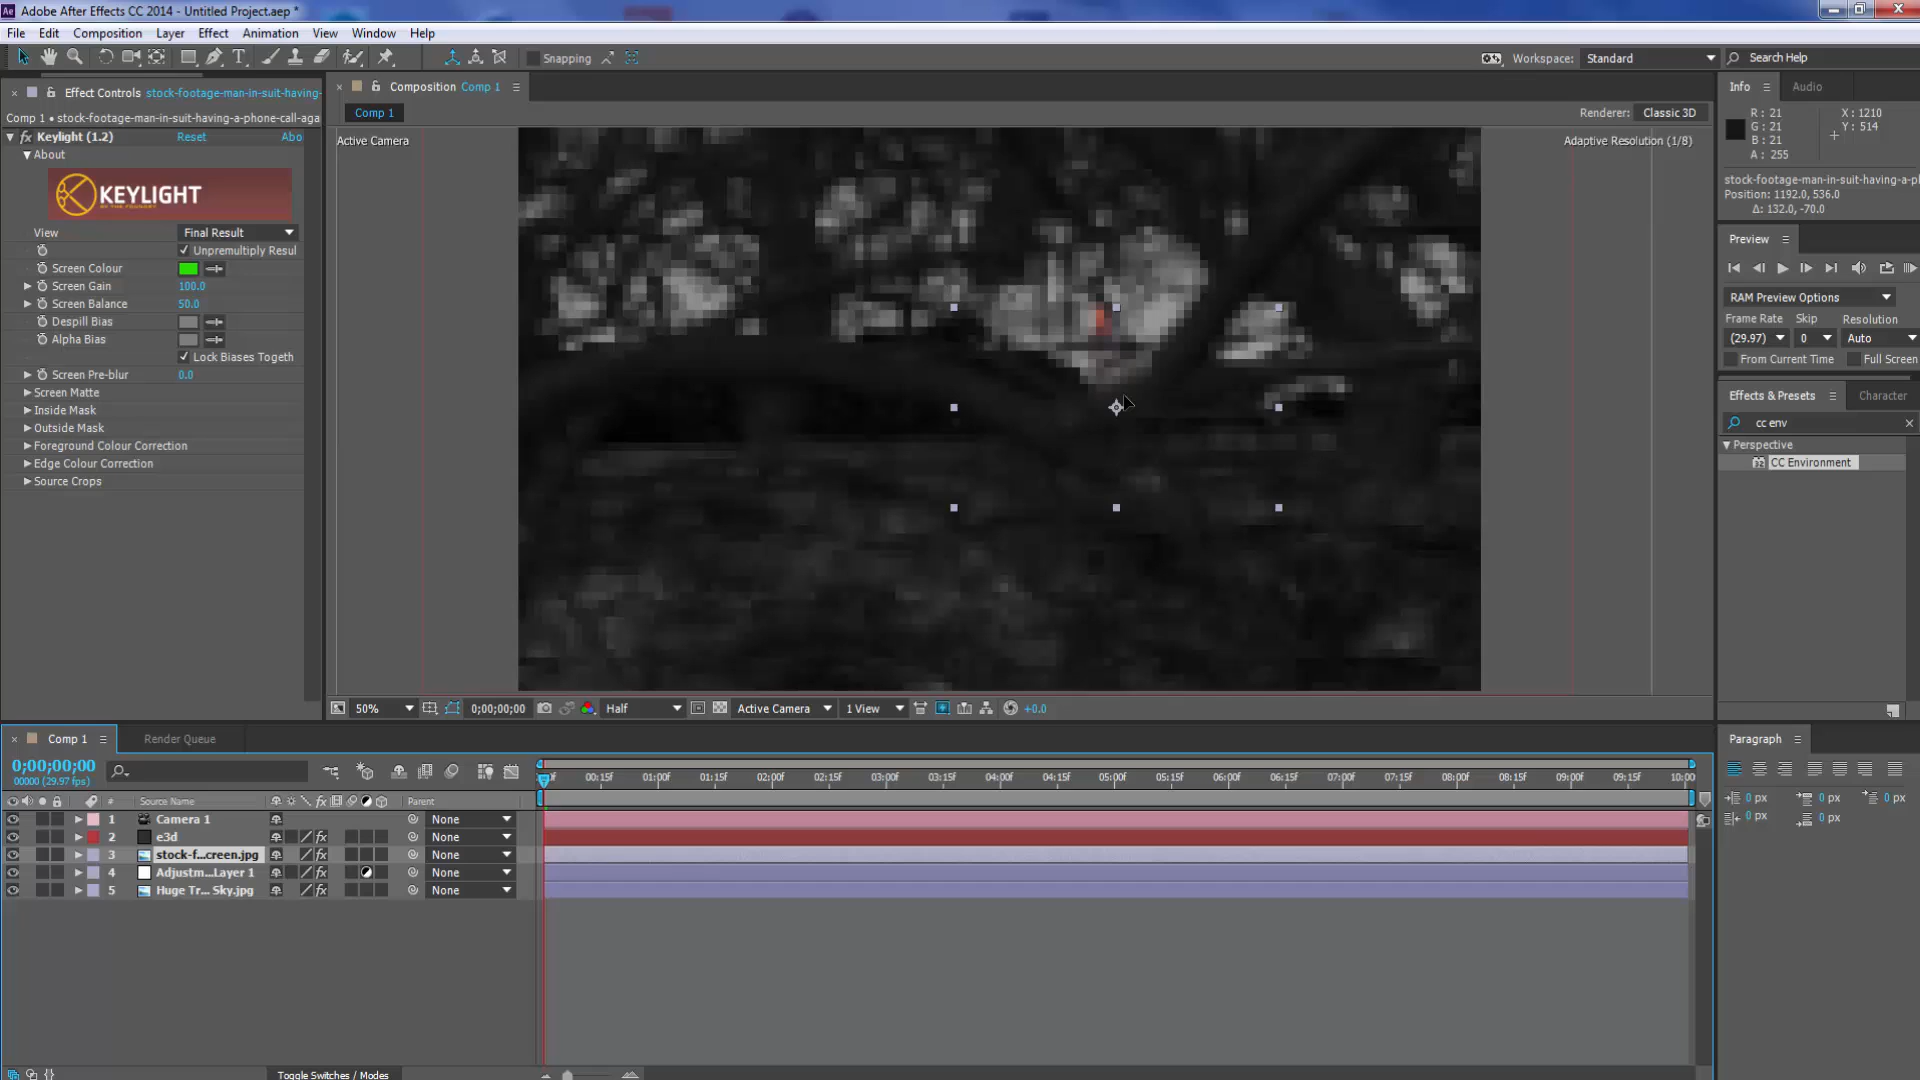 Adobe After Effects CC 2014 - Untitled Project.aep *
File Edit Composition Layer Effect Animation View Window Help
Snapping
Workspace: Standard
Search Help
Effect Controls stock-footage-man-in-suit-having-
Comp 1 • stock-footage-man-in-suit-having-a-phone-call-aga
Keylight (1.2) Reset Abo
About
KEYLIGHT
BY THE FOUNDRY
View Final Result
Unpremultiply Resul
Screen Colour
Screen Gain 100.0
Screen Balance 50.0
Despill Bias
Alpha Bias
Lock Biases Togeth
Screen Pre-blur 0.0
Screen Matte
Inside Mask
Outside Mask
Foreground Colour Correction
Edge Colour Correction
Source Crops
Composition Comp 1
Comp 1
Renderer: Classic 3D
Active Camera
Adaptive Resolution (1/8)
50% 0;00;00;00 Half Active Camera 1 View +0.0
Info Audio
R : 21 X : 1210
G : 21 Y : 514
B : 21
A : 255
stock-footage-man-in-suit-having-a-pl
Position: 1192.0, 536.0
Δ: 132.0, -70.0
Preview
RAM Preview Options
Frame Rate Skip Resolution
(29.97) 0 Auto
From Current Time Full Screen
Effects & Presets Character
cc env
Perspective
CC Environment
Paragraph
0 px 0 px 0 px
0 px 0 px
Comp 1 Render Queue
0;00;00;00
00000 (29.97 fps)
00:15f 01:00f 01:15f 02:00f 02:15f 03:00f 03:15f 04:00f 04:15f 05:00f 05:15f 06:00f 06:15f 07:00f 07:15f 08:00f 08:15f 09:00f 09:15f 10:00
# Source Name Parent
1 Camera 1 None
2 e3d None
3 stock-f...creen.jpg None
4 Adjustm...Layer 1 None
5 Huge Tr... Sky.jpg None
Toggle Switches / Modes